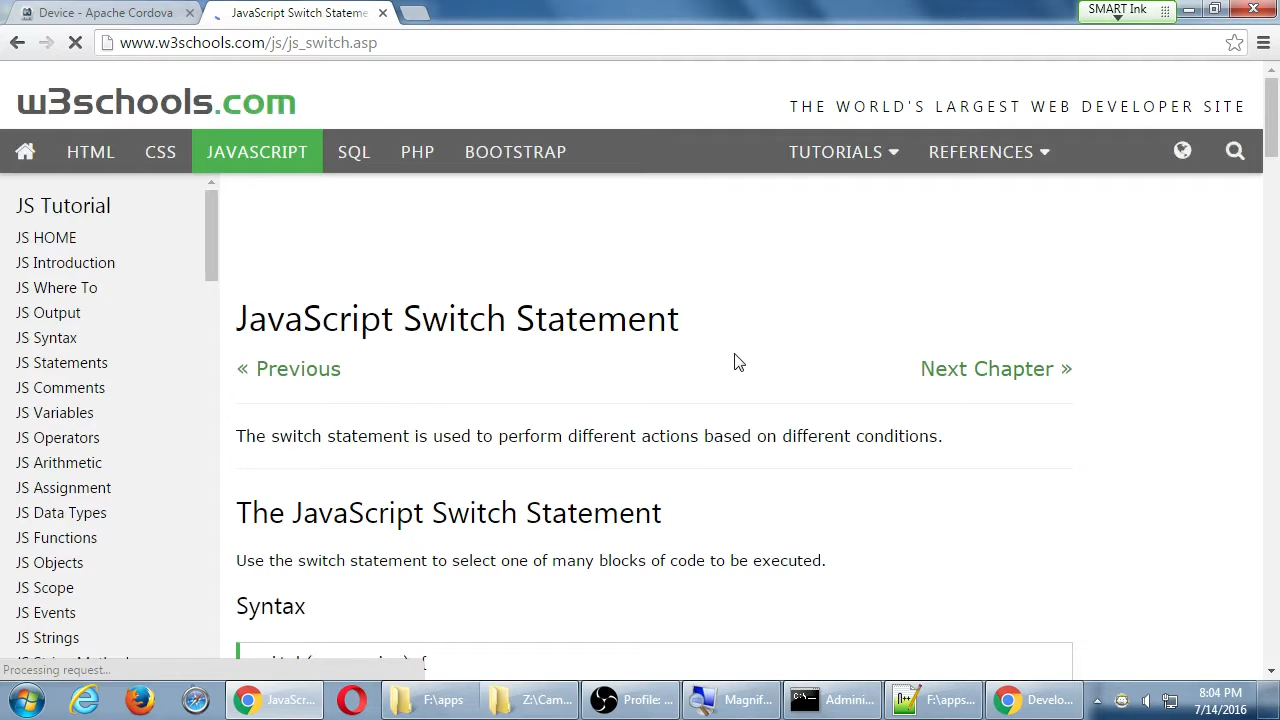 Device - Apache Cordova
JavaScript Switch Stateme
SMART Ink
www.w3schools.com/js/js_switch.asp
w3schools.com
THE WORLD'S LARGEST WEB DEVELOPER SITE
HTML CSS JAVASCRIPT SQL PHP BOOTSTRAP TUTORIALS REFERENCES
JS Tutorial
JS HOME
JS Introduction
JS Where To
JS Output
JS Syntax
JS Statements
JS Comments
JS Variables
JS Operators
JS Arithmetic
JS Assignment
JS Data Types
JS Functions
JS Objects
JS Scope
JS Events
JS Strings
JavaScript Switch Statement
« Previous
Next Chapter »
The switch statement is used to perform different actions based on different conditions.
The JavaScript Switch Statement
Use the switch statement to select one of many blocks of code to be executed.
Syntax
Processing request...
JavaScr... F:\apps Z:\Cam... Profile: ... Magnif... Admini... F:\apps... Develo...
8:04 PM
7/14/2016